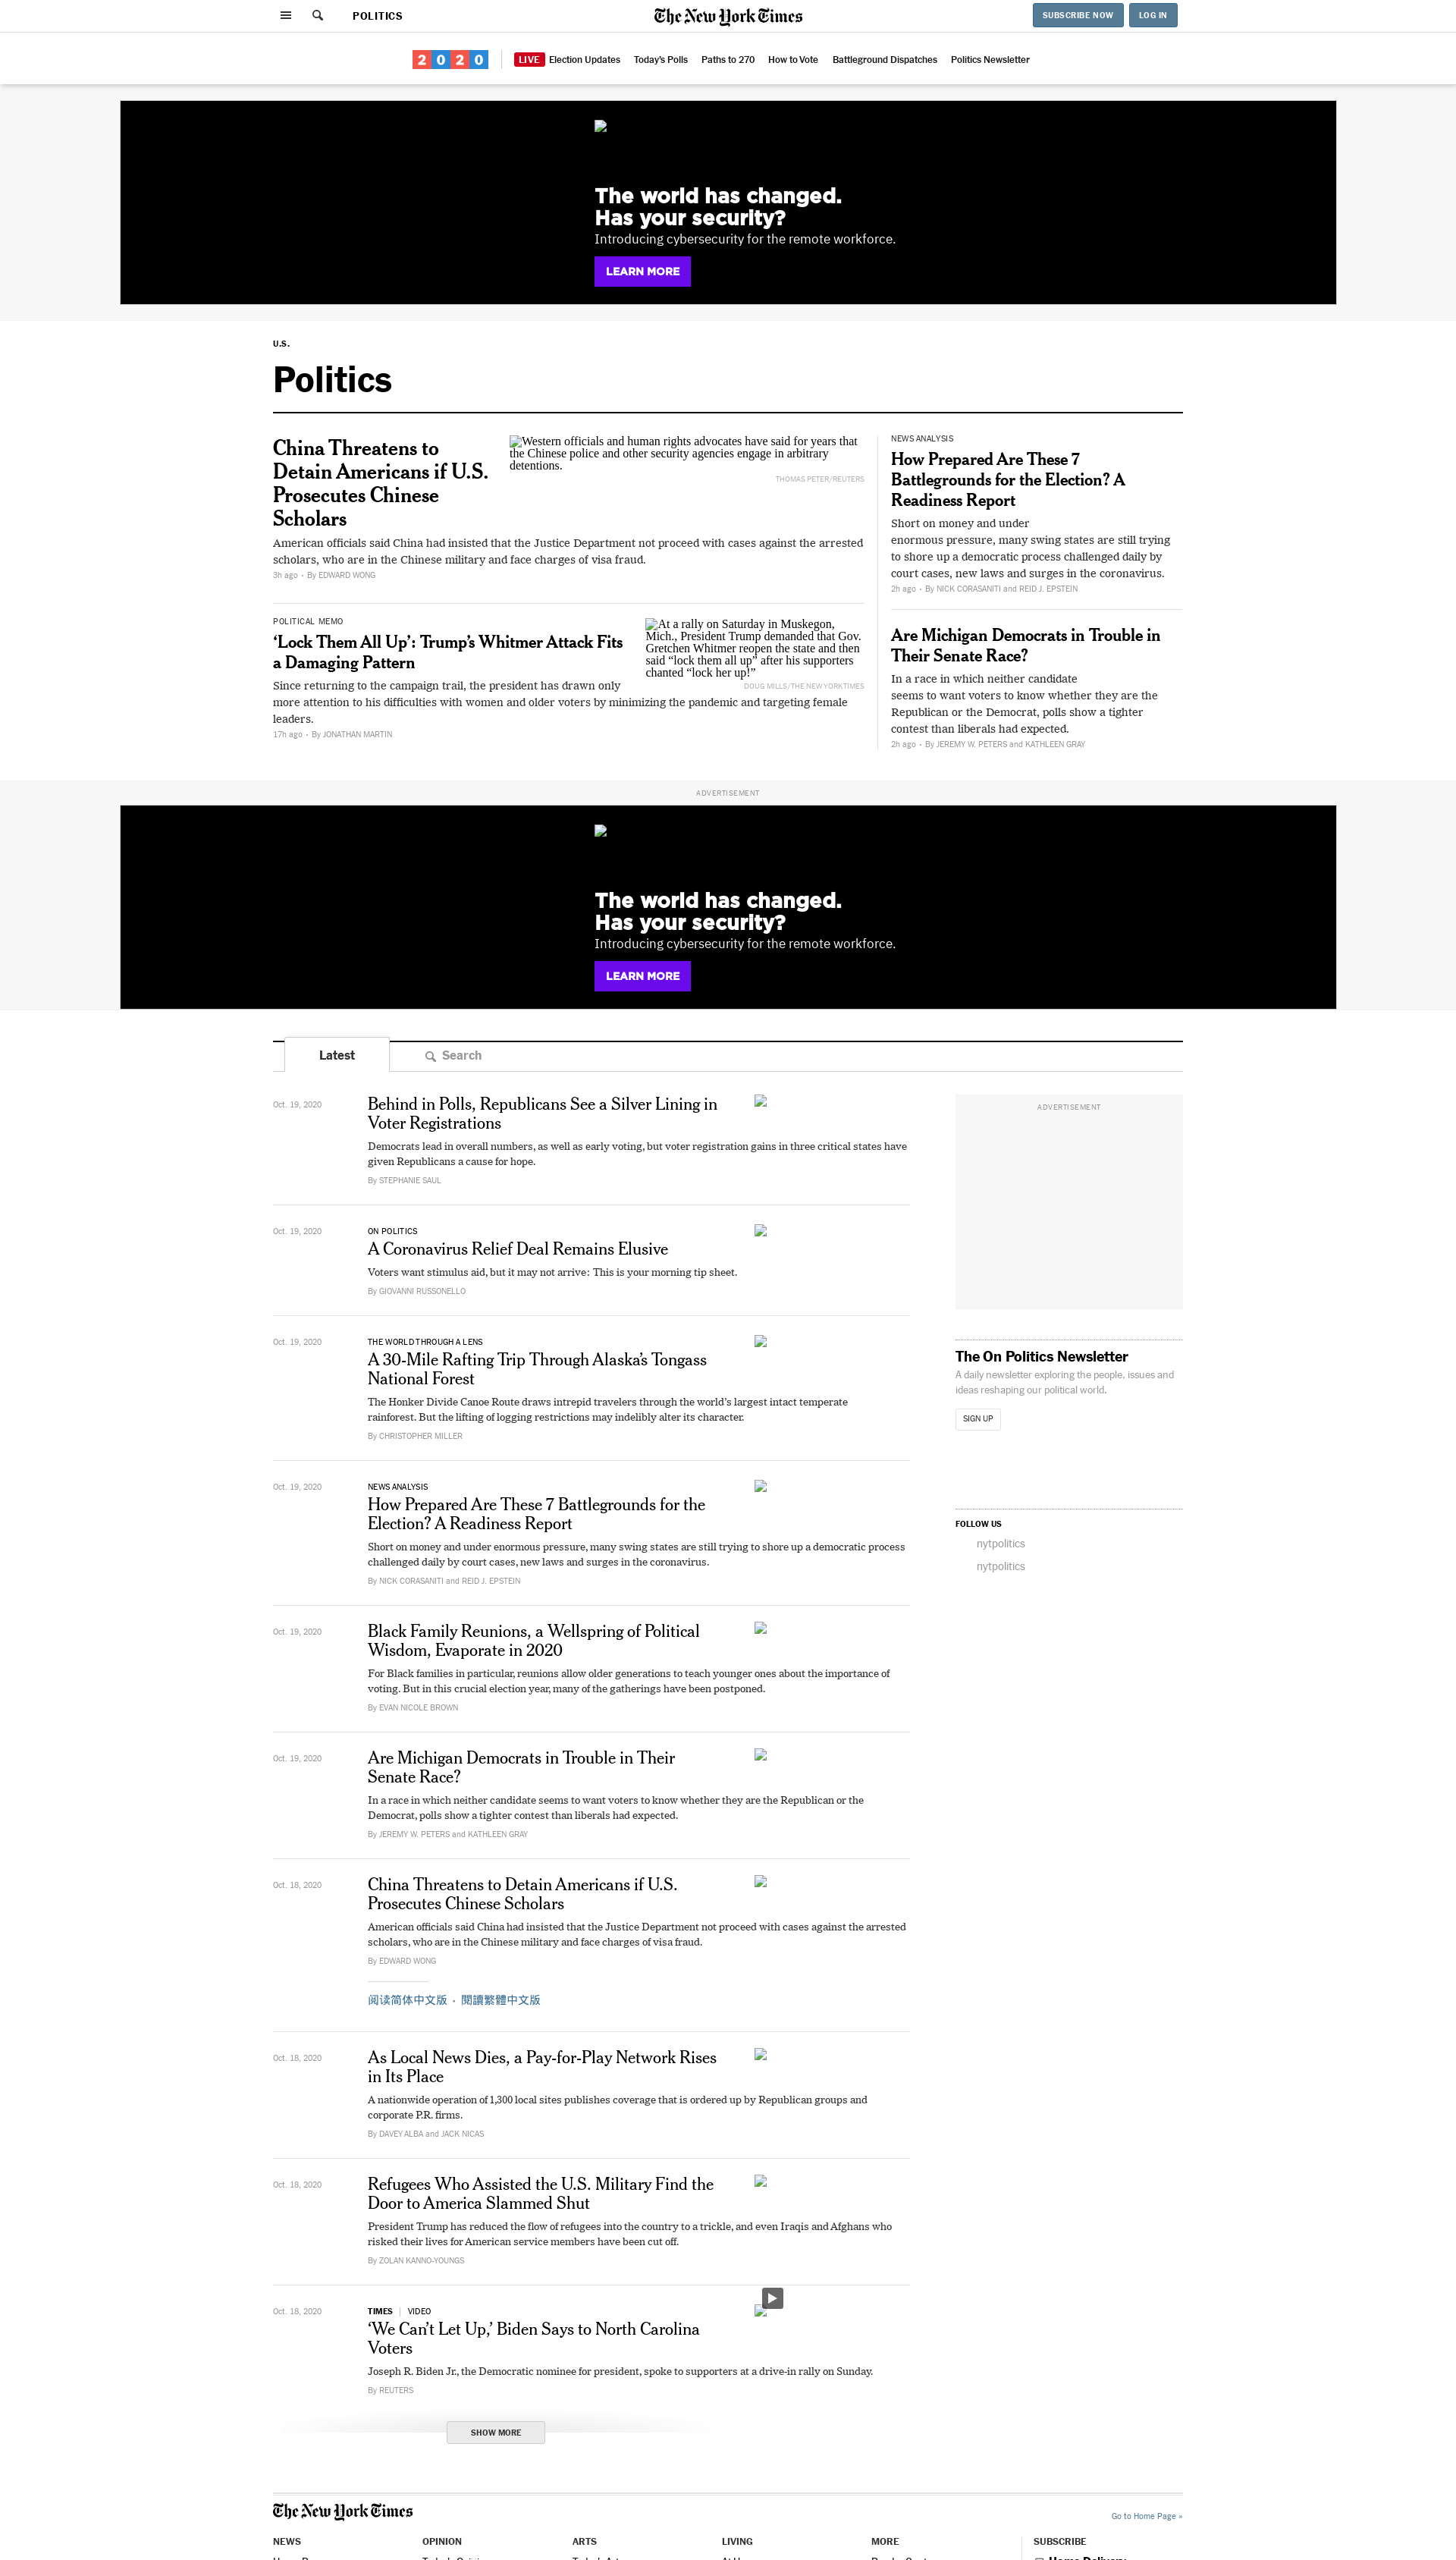 POLITICS
The New York Times
SUBSCRIBE NOW
LOG IN
2020
LIVE Election Updates
Today's Polls
Paths to 270
How to Vote
Battleground Dispatches
Politics Newsletter
The world has changed.
Has your security?
Introducing cybersecurity for the remote workforce.
LEARN MORE
U.S.
Politics
China Threatens to
Detain Americans if U.S.
Prosecutes Chinese
Scholars
Western officials and human rights advocates have said for years that
the Chinese police and other security agencies engage in arbitrary
detentions.
THOMAS PETER/REUTERS
American officials said China had insisted that the Justice Department not proceed with cases against the arrested
scholars, who are in the Chinese military and face charges of visa fraud.
3h ago • By EDWARD WONG
POLITICAL MEMO
‘Lock Them All Up’: Trump’s Whitmer Attack Fits
a Damaging Pattern
At a rally on Saturday in Muskegon,
Mich., President Trump demanded that Gov.
Gretchen Whitmer reopen the state and then
said “lock them all up” after his supporters
chanted “lock her up!”
DOUG MILLS/THE NEW YORK TIMES
Since returning to the campaign trail, the president has drawn only
more attention to his difficulties with women and older voters by minimizing the pandemic and targeting female
leaders.
17h ago • By JONATHAN MARTIN
NEWS ANALYSIS
How Prepared Are These 7
Battlegrounds for the Election? A
Readiness Report
Short on money and under
enormous pressure, many swing states are still trying
to shore up a democratic process challenged daily by
court cases, new laws and surges in the coronavirus.
2h ago • By NICK CORASANITI and REID J. EPSTEIN
Are Michigan Democrats in Trouble in
Their Senate Race?
In a race in which neither candidate
seems to want voters to know whether they are the
Republican or the Democrat, polls show a tighter
contest than liberals had expected.
2h ago • By JEREMY W. PETERS and KATHLEEN GRAY
ADVERTISEMENT
The world has changed.
Has your security?
Introducing cybersecurity for the remote workforce.
LEARN MORE
Latest
Search
Oct. 19, 2020
Behind in Polls, Republicans See a Silver Lining in
Voter Registrations
Democrats lead in overall numbers, as well as early voting, but voter registration gains in three critical states have
given Republicans a cause for hope.
By STEPHANIE SAUL
Oct. 19, 2020
ON POLITICS
A Coronavirus Relief Deal Remains Elusive
Voters want stimulus aid, but it may not arrive: This is your morning tip sheet.
By GIOVANNI RUSSONELLO
Oct. 19, 2020
THE WORLD THROUGH A LENS
A 30-Mile Rafting Trip Through Alaska’s Tongass
National Forest
The Honker Divide Canoe Route draws intrepid travelers through the world’s largest intact temperate
rainforest. But the lifting of logging restrictions may indelibly alter its character.
By CHRISTOPHER MILLER
Oct. 19, 2020
NEWS ANALYSIS
How Prepared Are These 7 Battlegrounds for the
Election? A Readiness Report
Short on money and under enormous pressure, many swing states are still trying to shore up a democratic process
challenged daily by court cases, new laws and surges in the coronavirus.
By NICK CORASANITI and REID J. EPSTEIN
Oct. 19, 2020
Black Family Reunions, a Wellspring of Political
Wisdom, Evaporate in 2020
For Black families in particular, reunions allow older generations to teach younger ones about the importance of
voting. But in this crucial election year, many of the gatherings have been postponed.
By EVAN NICOLE BROWN
Oct. 19, 2020
Are Michigan Democrats in Trouble in Their
Senate Race?
In a race in which neither candidate seems to want voters to know whether they are the Republican or the
Democrat, polls show a tighter contest than liberals had expected.
By JEREMY W. PETERS and KATHLEEN GRAY
Oct. 18, 2020
China Threatens to Detain Americans if U.S.
Prosecutes Chinese Scholars
American officials said China had insisted that the Justice Department not proceed with cases against the arrested
scholars, who are in the Chinese military and face charges of visa fraud.
By EDWARD WONG
阅读简体中文版 • 閱讀繁體中文版
Oct. 18, 2020
As Local News Dies, a Pay-for-Play Network Rises
in Its Place
A nationwide operation of 1,300 local sites publishes coverage that is ordered up by Republican groups and
corporate P.R. firms.
By DAVEY ALBA and JACK NICAS
Oct. 18, 2020
Refugees Who Assisted the U.S. Military Find the
Door to America Slammed Shut
President Trump has reduced the flow of refugees into the country to a trickle, and even Iraqis and Afghans who
risked their lives for American service members have been cut off.
By ZOLAN KANNO-YOUNGS
Oct. 18, 2020
TIMES | VIDEO
‘We Can’t Let Up,’ Biden Says to North Carolina
Voters
Joseph R. Biden Jr., the Democratic nominee for president, spoke to supporters at a drive-in rally on Sunday.
By REUTERS
SHOW MORE
ADVERTISEMENT
The On Politics Newsletter
A daily newsletter exploring the people, issues and
ideas reshaping our political world.
SIGN UP
FOLLOW US
nytpolitics
nytpolitics
The New York Times
Go to Home Page »
NEWS
OPINION
ARTS
LIVING
MORE
SUBSCRIBE